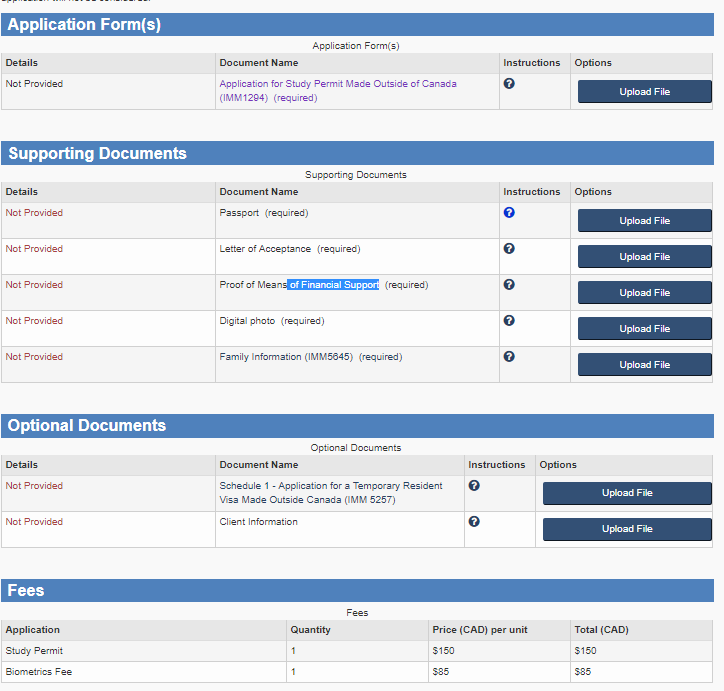 Application Form(s)
Application Form(s)
Details Document Name Instructions Options
Not Provided Application for Study Permit Made Outside of Canada
(IMM1294) (required) ? Upload File
Supporting Documents
Supporting Documents
Details Document Name Instructions Options
Not Provided Passport (required) ? Upload File
Not Provided Letter of Acceptance (required) ? Upload File
Not Provided Proof of Means of Financial Support (required) ? Upload File
Not Provided Digital photo (required) ? Upload File
Not Provided Family Information (IMM5645) (required) ? Upload File
Optional Documents
Optional Documents
Details Document Name Instructions Options
Not Provided Schedule 1 - Application for a Temporary Resident
Visa Made Outside Canada (IMM 5257) ? Upload File
Not Provided Client Information ? Upload File
Fees
Fees
Application Quantity Price (CAD) per unit Total (CAD)
Study Permit 1 $150 $150
Biometrics Fee 1 $85 $85